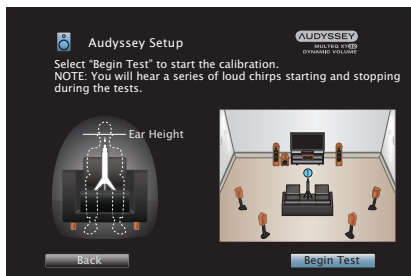 Audyssey Setup
AUDYSSEY
MULTEQ XT32
DYNAMIC VOLUME
Select “Begin Test” to start the calibration.
NOTE: You will hear a series of loud chirps starting and stopping
during the tests.
Ear Height
Back
Begin Test